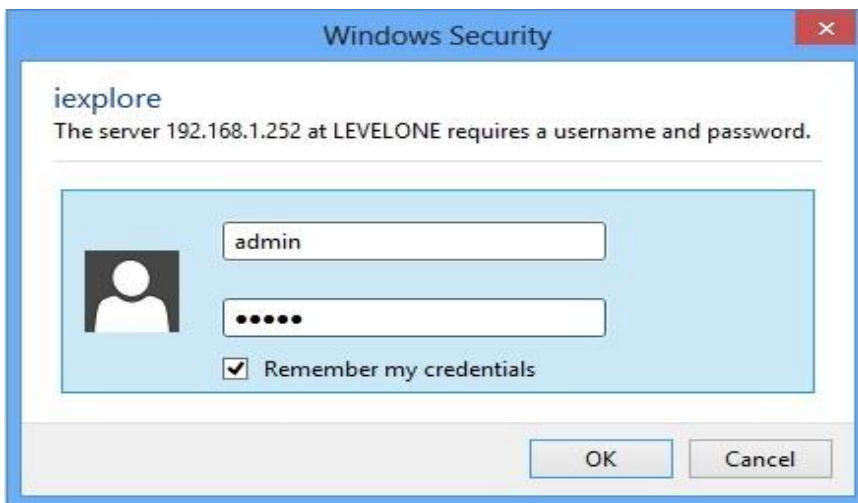 Windows Security
iexplore
The server 192.168.1.252 at LEVELONE requires a username and password.
admin
●●●●●
Remember my credentials
OK
Cancel